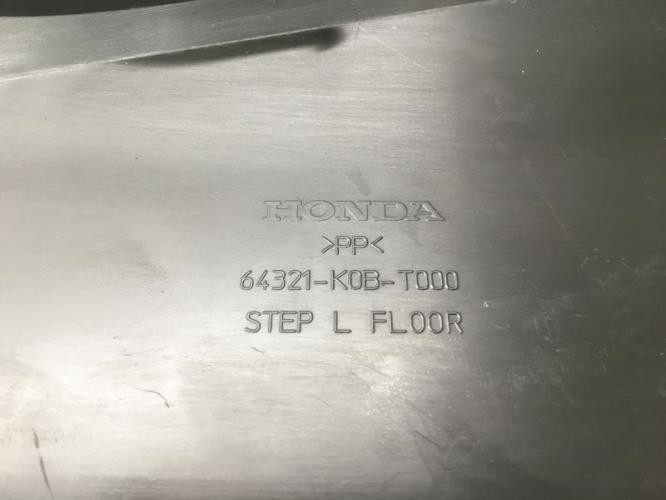 HONDA
>PP<
64321-K0B-T000
STEP L FLOOR